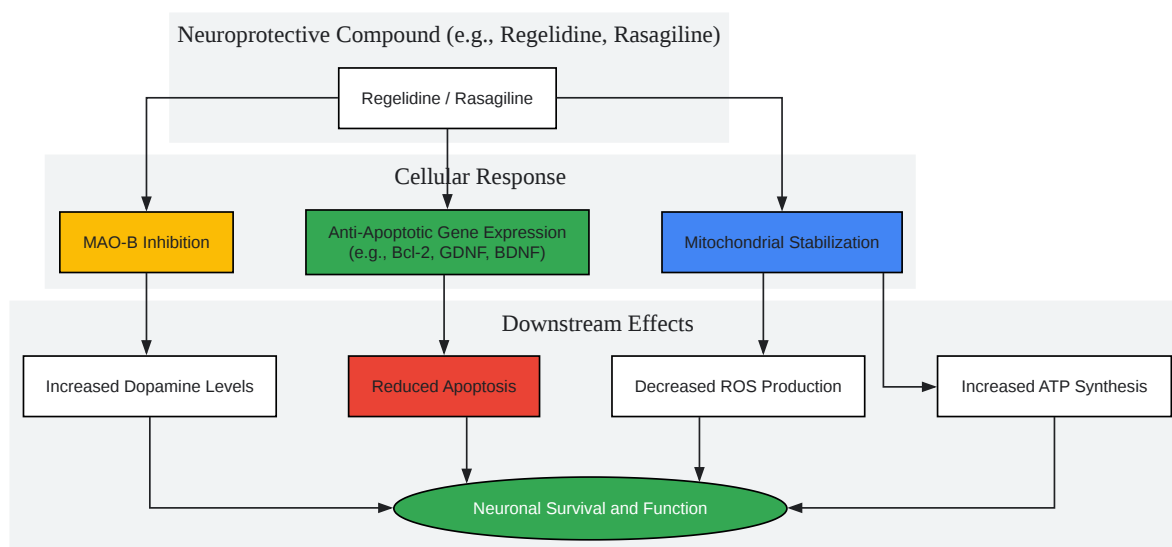 Neuroprotective Compound (e.g., Regelidine, Rasagiline)
Regelidine / Rasagiline
Cellular Response
MAO-B Inhibition
Anti-Apoptotic Gene Expression
(e.g., Bcl-2, GDNF, BDNF)
Mitochondrial Stabilization
Downstream Effects
Increased Dopamine Levels
Reduced Apoptosis
Decreased ROS Production
Increased ATP Synthesis
Neuronal Survival and Function